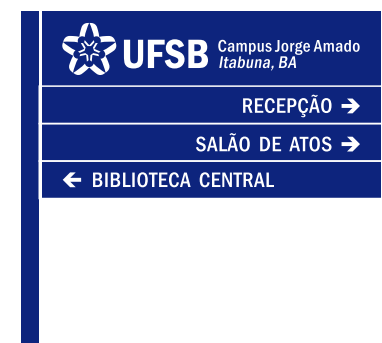 UFSB Campus Jorge Amado
Itabuna, BA
RECEPÇÃO →
SALÃO DE ATOS →
← BIBLIOTECA CENTRAL